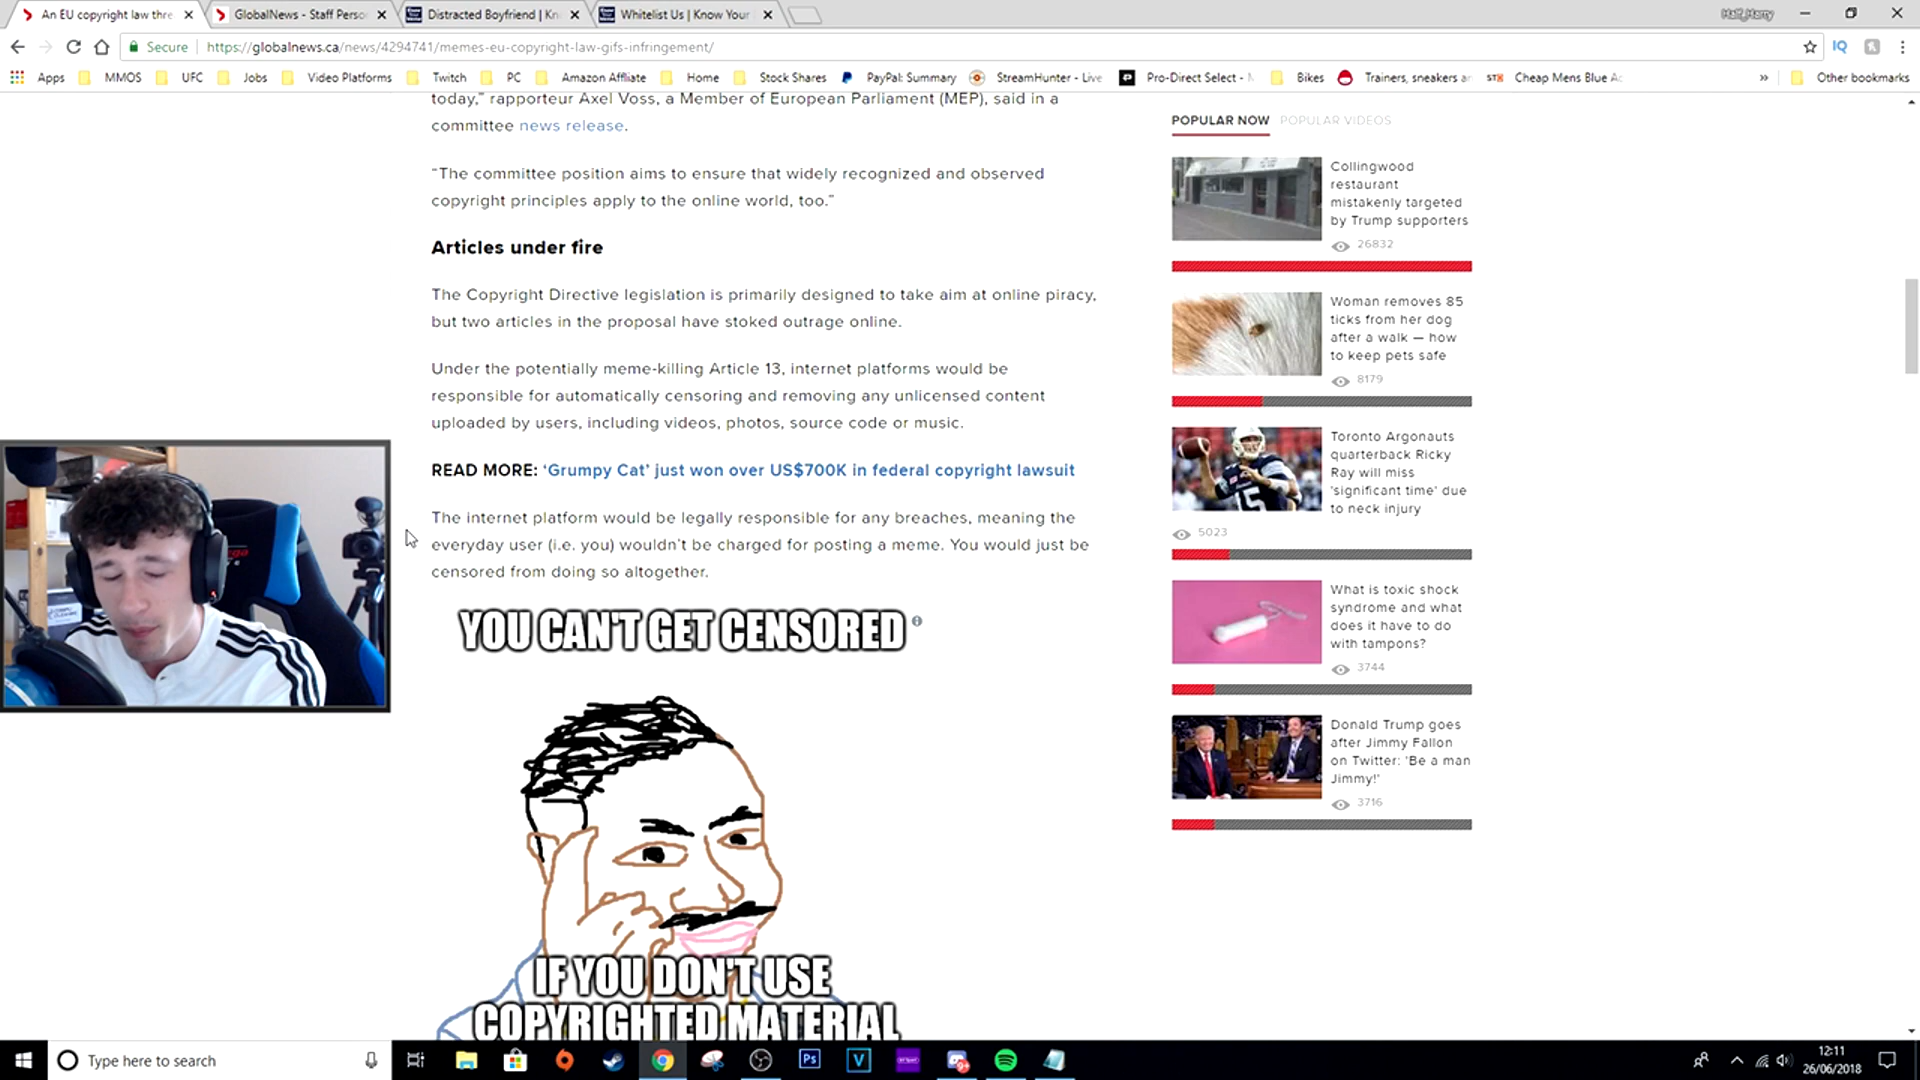 An EU copyright law thre
GlobalNews - Staff Perso
Distracted Boyfriend | Kn
Whitelist Us | Know Your
Secure
https://globalnews.ca/news/4294741/memes-eu-copyright-law-gifs-infringement/
IQ
Apps
MMOS
UFC
Jobs
Video Platforms
Twitch
PC
Amazon Affliate
Home
Stock Shares
PayPal: Summary
StreamHunter - Live
Pro-Direct Select -
Bikes
Trainers, sneakers a
Cheap Mens Blue A
»
Other bookmarks
today,” rapporteur Axel Voss, a Member of European Parliament (MEP), said in a
committee news release.
“The committee position aims to ensure that widely recognized and observed
copyright principles apply to the online world, too.”
Articles under fire
The Copyright Directive legislation is primarily designed to take aim at online piracy,
but two articles in the proposal have stoked outrage online.
Under the potentially meme-killing Article 13, internet platforms would be
responsible for automatically censoring and removing any unlicensed content
uploaded by users, including videos, photos, source code or music.
READ MORE: ‘Grumpy Cat’ just won over US$700K in federal copyright lawsuit
The internet platform would be legally responsible for any breaches, meaning the
everyday user (i.e. you) wouldn’t be charged for posting a meme. You would just be
censored from doing so altogether.
YOU CAN'T GET CENSORED
IF YOU DON'T USE
COPYRIGHTED MATERIAL
POPULAR NOW
POPULAR VIDEOS
Collingwood
restaurant
mistakenly targeted
by Trump supporters
26832
Woman removes 85
ticks from her dog
after a walk — how
to keep pets safe
8179
Toronto Argonauts
quarterback Ricky
Ray will miss
'significant time' due
to neck injury
15
5023
What is toxic shock
syndrome and what
does it have to do
with tampons?
3744
Donald Trump goes
after Jimmy Fallon
on Twitter: 'Be a man
Jimmy!'
3716
Type here to search
Ps
V
12:11
26/06/2018